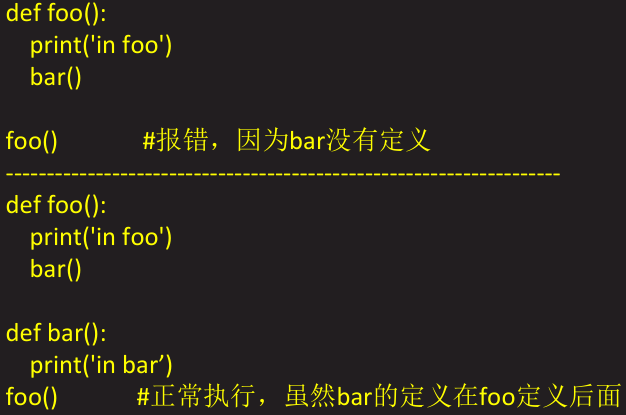 def foo():
    print('in foo')
    bar()
foo()            #报错，因为bar没有定义
--------------------------------------------------------------------
def foo():
    print('in foo')
    bar()
def bar():
    print('in bar’)
foo()           #正常执行，虽然bar的定义在foo定义后面